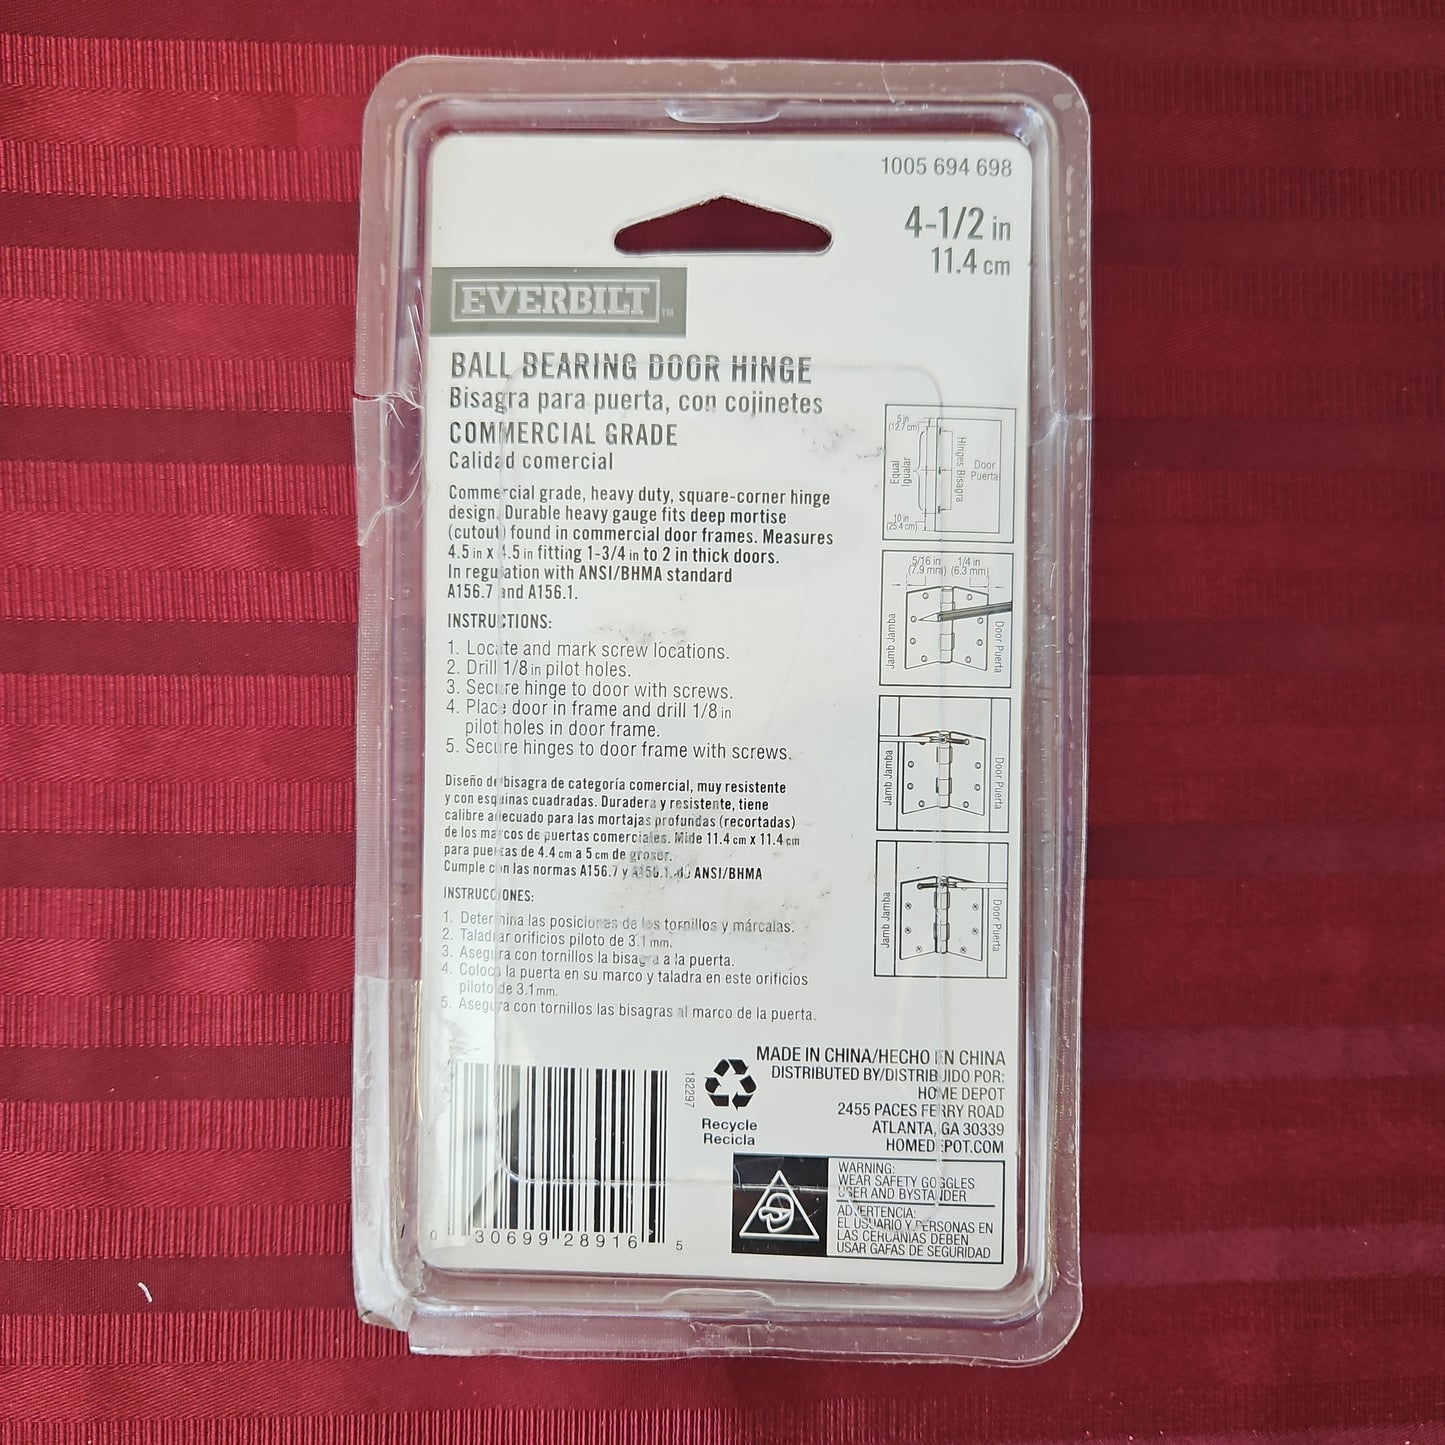 1005 694 698
4-1/2 in
11.4 cm
EVERBILT™
BALL BEARING DOOR HINGE
Bisagra para puerta, con cojinetes
COMMERCIAL GRADE
Calidad comercial
Commercial grade, heavy duty, square-corner hinge
design. Durable heavy gauge fits deep mortise
(cutout) found in commercial door frames. Measures
4.5 in x 4.5 in fitting 1-3/4 in to 2 in thick doors.
In regulation with ANSI/BHMA standard
A156.7 and A156.1.
INSTRUCTIONS:
1. Locate and mark screw locations.
2. Drill 1/8 in pilot holes.
3. Secure hinge to door with screws.
4. Place door in frame and drill 1/8 in
pilot holes in door frame.
5. Secure hinges to door frame with screws.
Diseño de bisagra de categoría comercial, muy resistente
y con esquinas cuadradas. Duradera y resistente, tiene
calibre adecuado para las mortajas profundas (recortadas)
de los marcos de puertas comerciales. Mide 11.4 cm x 11.4 cm
para puertas de 4.4 cm a 5 cm de grosor.
Cumple con las normas A156.7 y A156.1. de ANSI/BHMA
INSTRUCCIONES:
1. Determina las posiciones de los tornillos y márcalas.
2. Taladrar orificios piloto de 3.1 mm.
3. Asegura con tornillos la bisagra a la puerta.
4. Coloca la puerta en su marco y taladra en este orificios
piloto de 3.1mm.
5. Asegura con tornillos las bisagras al marco de la puerta.
5 in
(12.7 cm)
Equal
Igualar
Hinges Bisagra
Door
Puerta
10 in
(25.4 cm)
5/16 in 1/4 in
(7.9 mm) (6.3 mm)
Jamb Jamba
Door Puerta
Jamb Jamba
Door Puerta
Jamb Jamba
Door Puerta
MADE IN CHINA/HECHO EN CHINA
DISTRIBUTED BY/DISTRIBUIDO POR:
HOME DEPOT
2455 PACES FERRY ROAD
ATLANTA, GA 30339
HOMEDEPOT.COM
182297
Recycle
Recicla
WARNING:
WEAR SAFETY GOGGLES
USER AND BYSTANDER
ADVERTENCIA:
EL USUARIO Y PERSONAS EN
LAS CERCANIAS DEBEN
USAR GAFAS DE SEGURIDAD
0 30699 28916 5